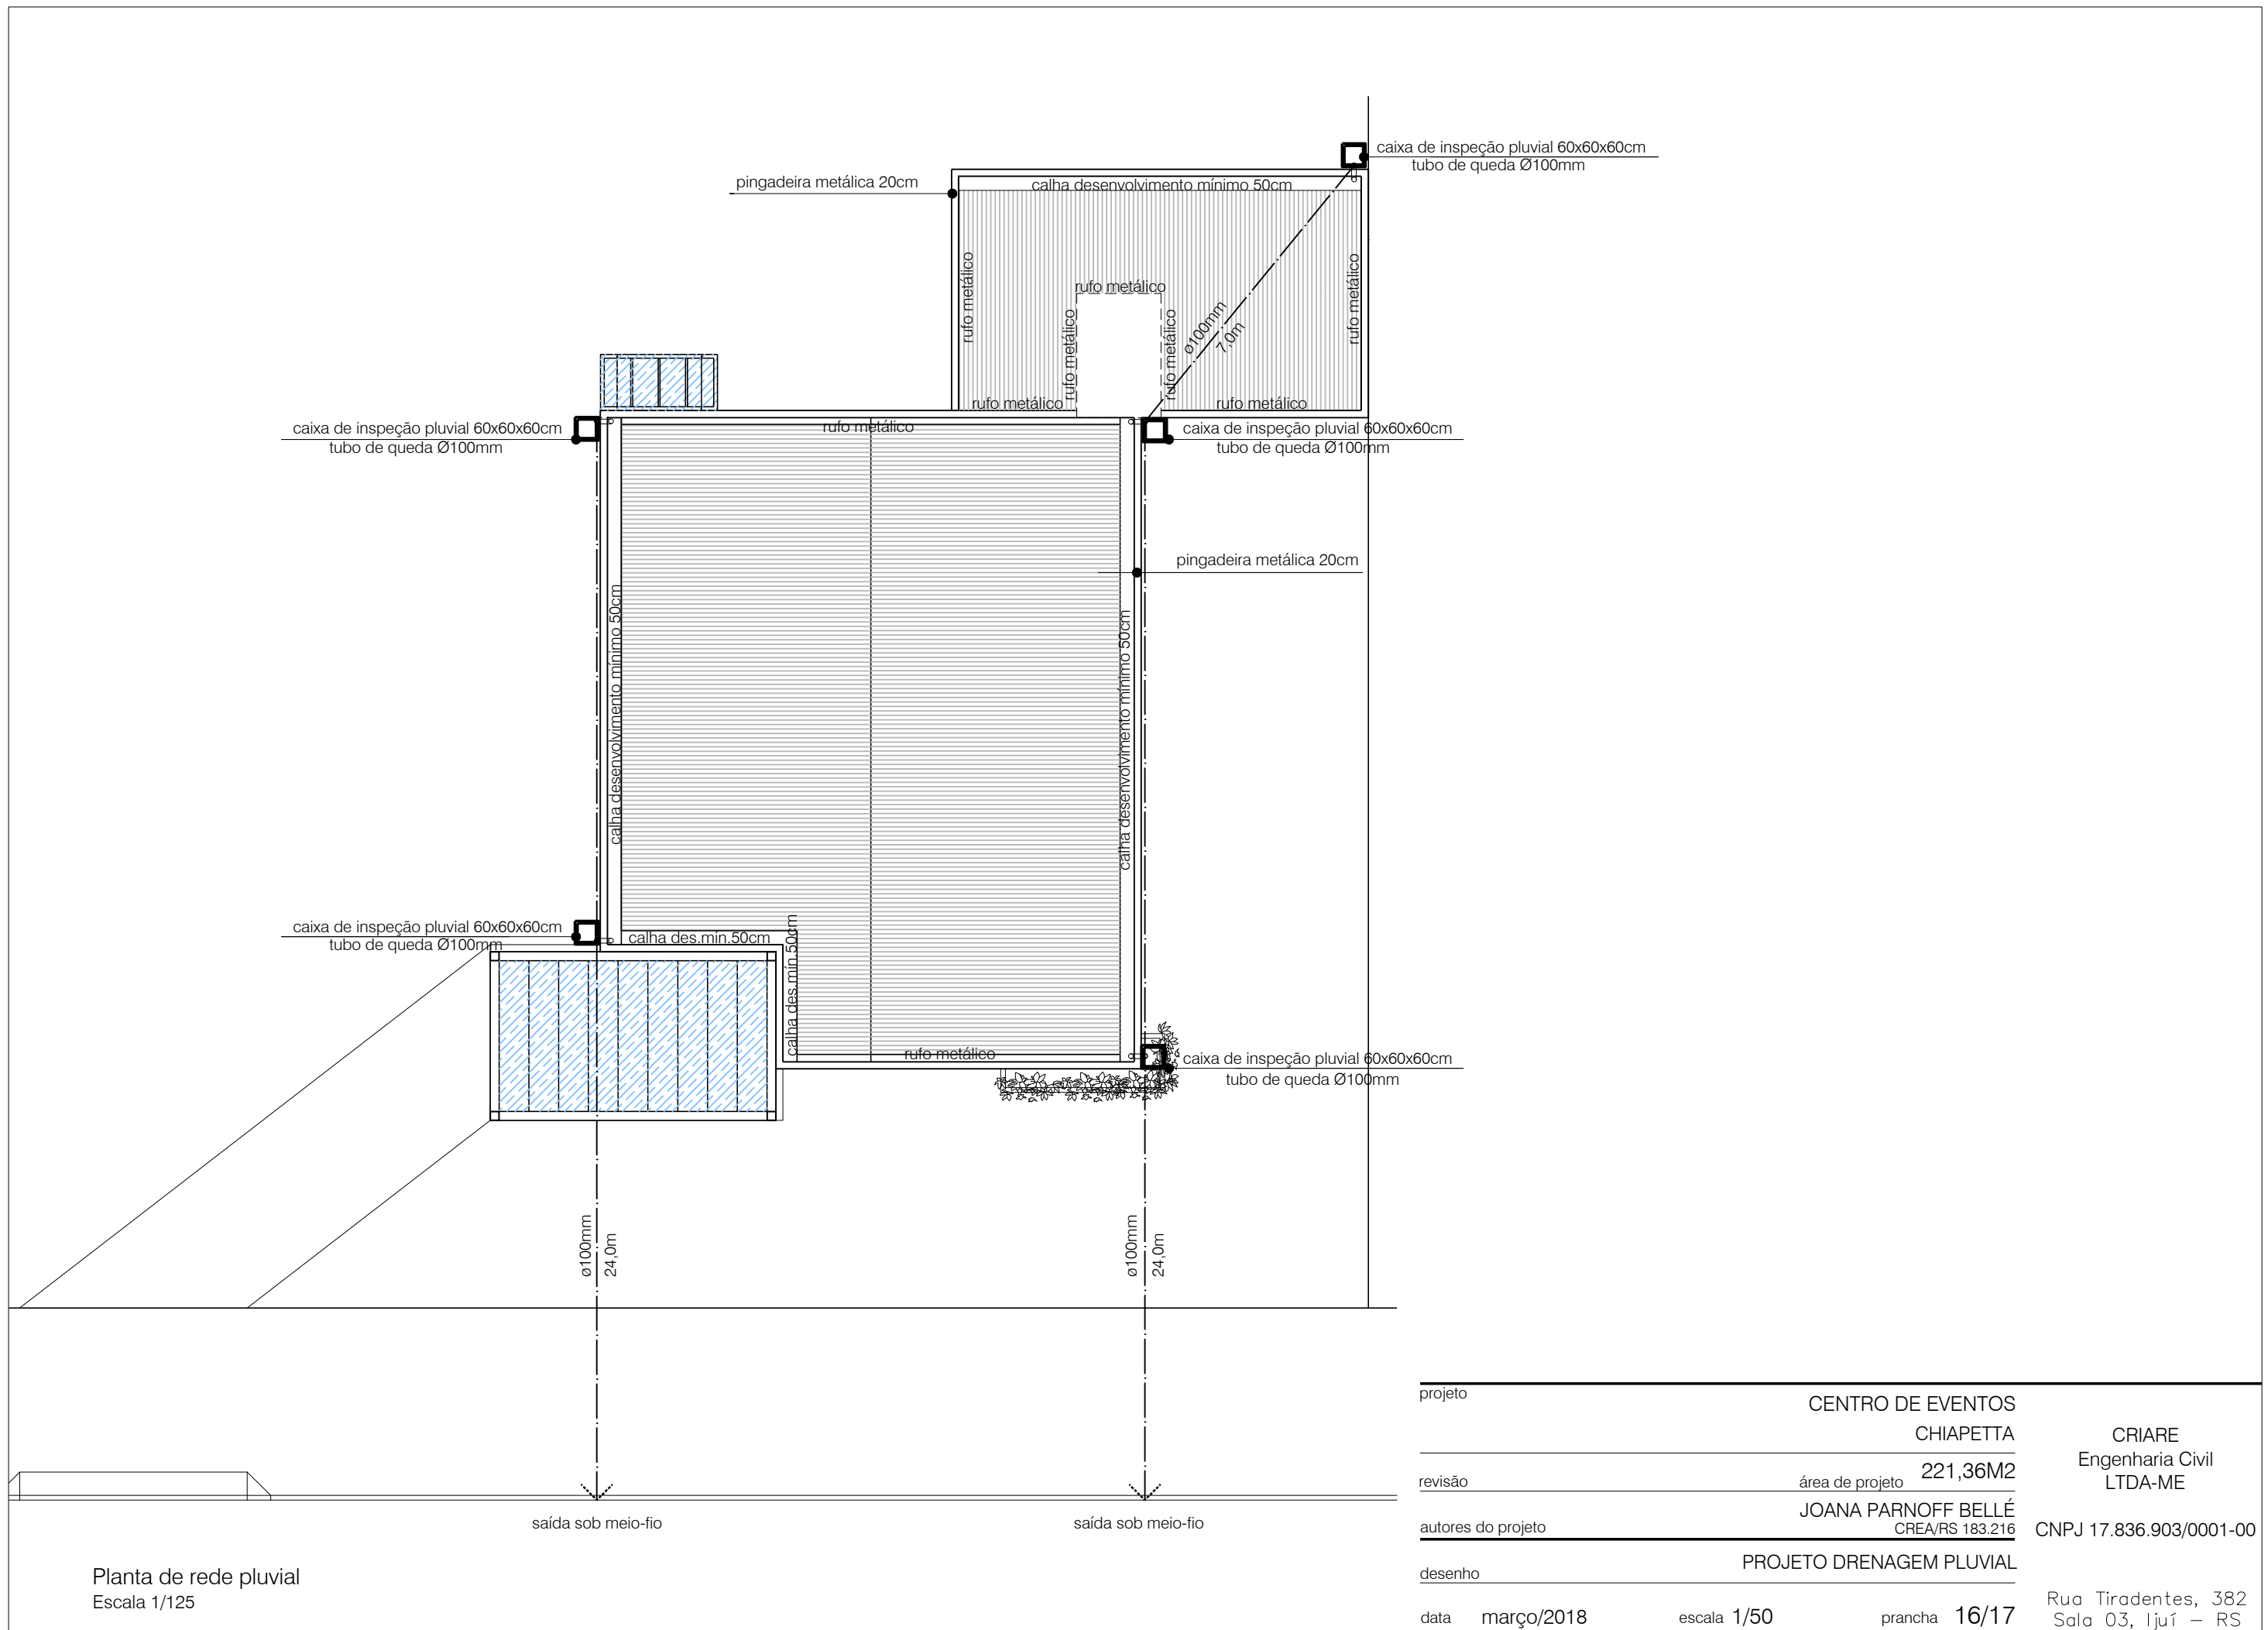 caixa de inspeção pluvial 60x60x60cm
tubo de queda Ø100mm
pingadeira metálica 20cm
calha desenvolvimento mínimo 50cm
rufo metálico
rufo metálico
rufo metálico
rufo metálico
rufo metálico
ø100mm
7,0m
rufo metálico
rufo metálico
caixa de inspeção pluvial 60x60x60cm
tubo de queda Ø100mm
rufo metálico
caixa de inspeção pluvial 60x60x60cm
tubo de queda Ø100mm
pingadeira metálica 20cm
calha desenvolvimento mínimo 50cm
calha desenvolvimento mínimo 50cm
caixa de inspeção pluvial 60x60x60cm
tubo de queda Ø100mm
calha des.mín.50cm
calha des.mín.50cm
rufo metálico
caixa de inspeção pluvial 60x60x60cm
tubo de queda Ø100mm
ø100mm
24,0m
ø100mm
24,0m
saída sob meio-fio
saída sob meio-fio
Planta de rede pluvial
Escala 1/125
projeto
CENTRO DE EVENTOS
CHIAPETTA
revisão
área de projeto 221,36M2
autores do projeto
JOANA PARNOFF BELLÉ
CREA/RS 183.216
desenho
PROJETO DRENAGEM PLUVIAL
data março/2018 escala 1/50 prancha 16/17
CRIARE
Engenharia Civil
LTDA-ME
CNPJ 17.836.903/0001-00
Rua Tiradentes, 382
Sala 03, Ijuí – RS